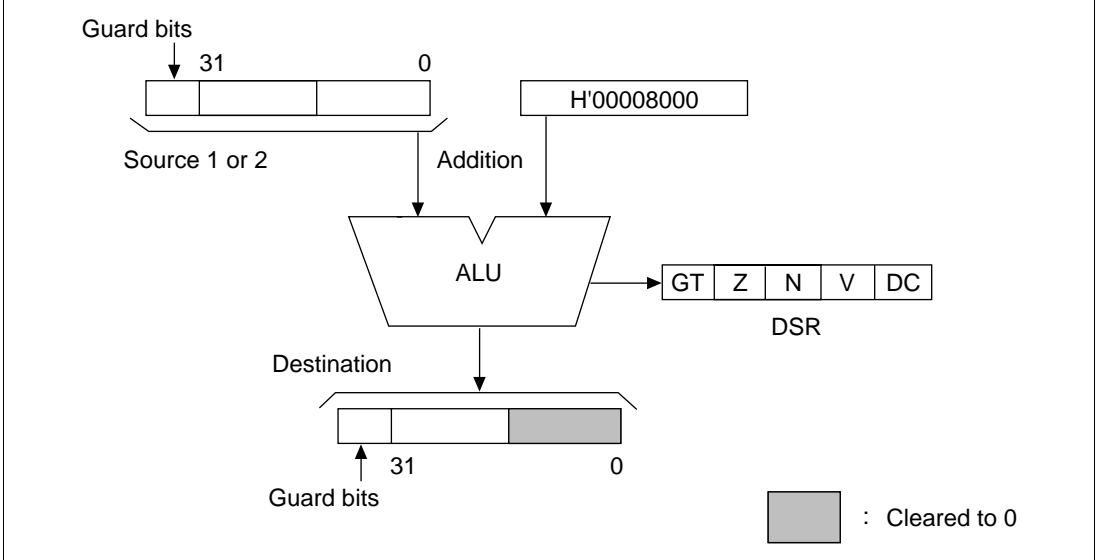 Guard bits
31 0
H'00008000
Source 1 or 2
Addition
ALU
GT Z N V DC
DSR
Destination
31 0
Guard bits
: Cleared to 0